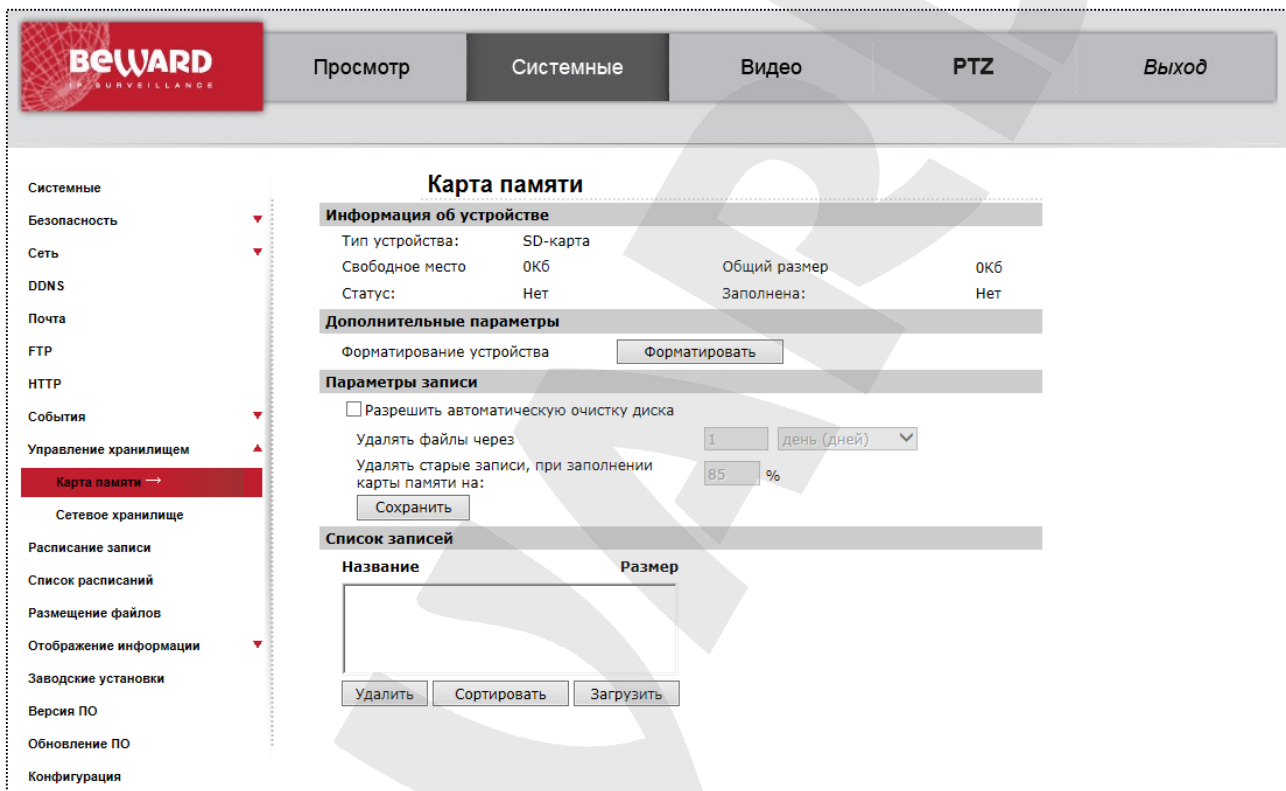 BEWARD
IP SURVEILLANCE
Просмотр
Системные
Видео
PTZ
Выход
Системные
Безопасность
Сеть
DDNS
Почта
FTP
HTTP
События
Управление хранилищем
Карта памяти →
Сетевое хранилище
Расписание записи
Список расписаний
Размещение файлов
Отображение информации
Заводские установки
Версия ПО
Обновление ПО
Конфигурация
Карта памяти
Информация об устройстве
Тип устройства: SD-карта
Свободное место 0Кб Общий размер 0Кб
Статус: Нет Заполнена: Нет
Дополнительные параметры
Форматирование устройства Форматировать
Параметры записи
Разрешить автоматическую очистку диска
Удалять файлы через 1 день (дней)
Удалять старые записи, при заполнении
карты памяти на: 85 %
Сохранить
Список записей
Название Размер
Удалить Сортировать Загрузить